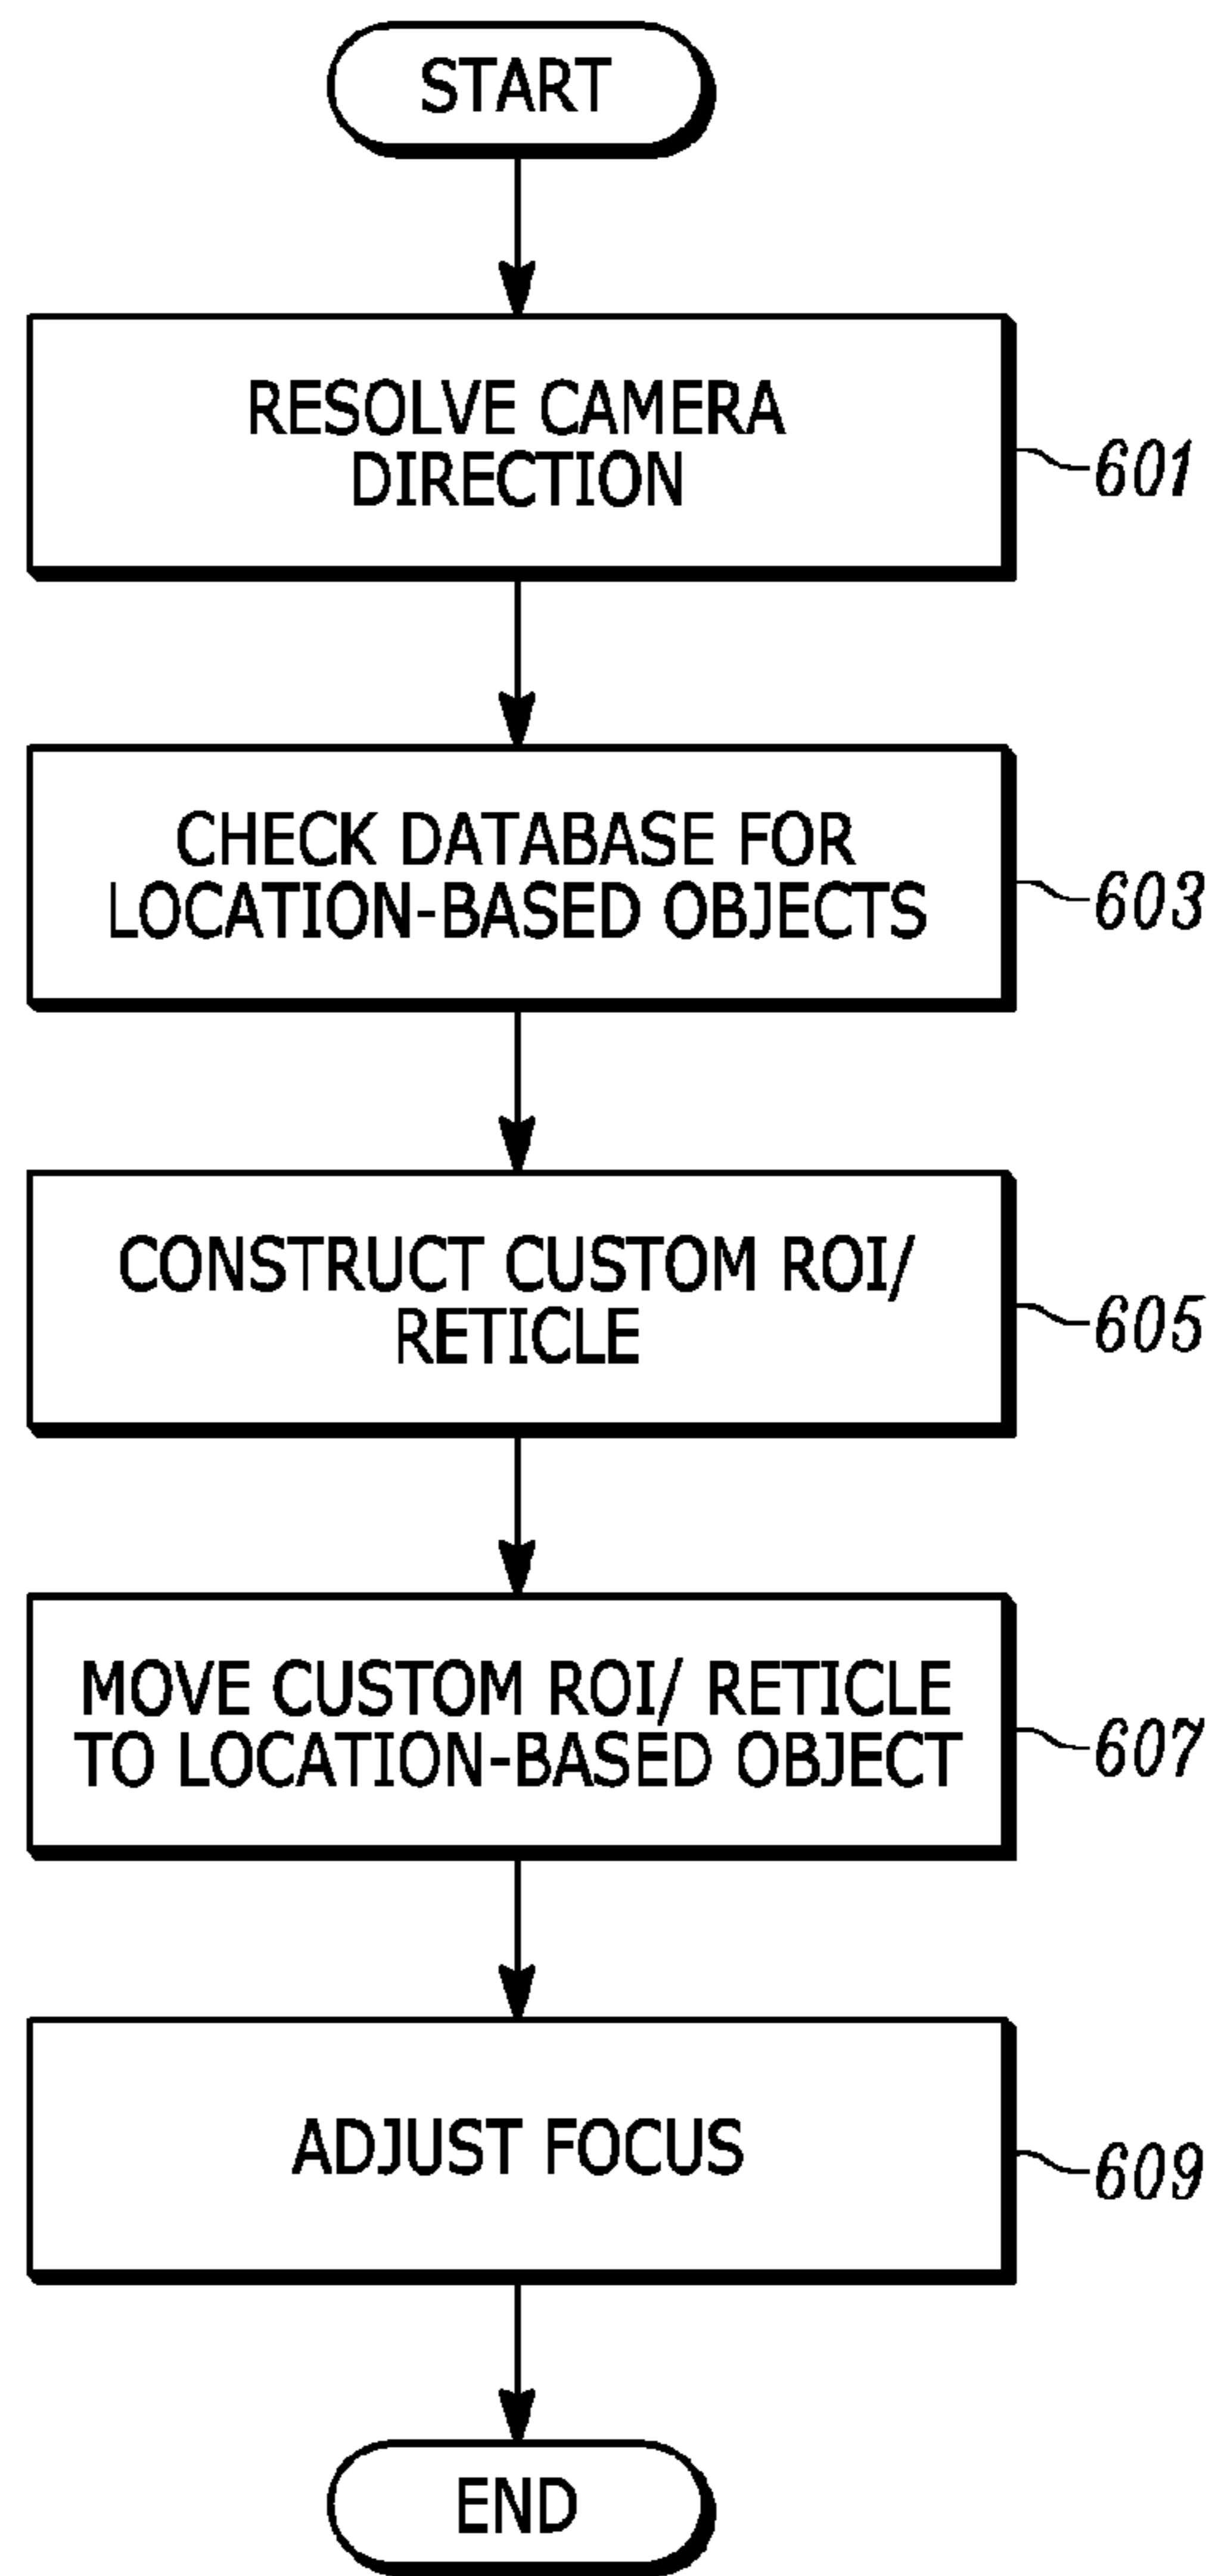 START
RESOLVE CAMERA
DIRECTION
601
CHECK DATABASE FOR
LOCATION-BASED OBJECTS
603
CONSTRUCT CUSTOM ROI/
RETICLE
605
MOVE CUSTOM ROI/ RETICLE
TO LOCATION-BASED OBJECT
607
ADJUST FOCUS
609
END